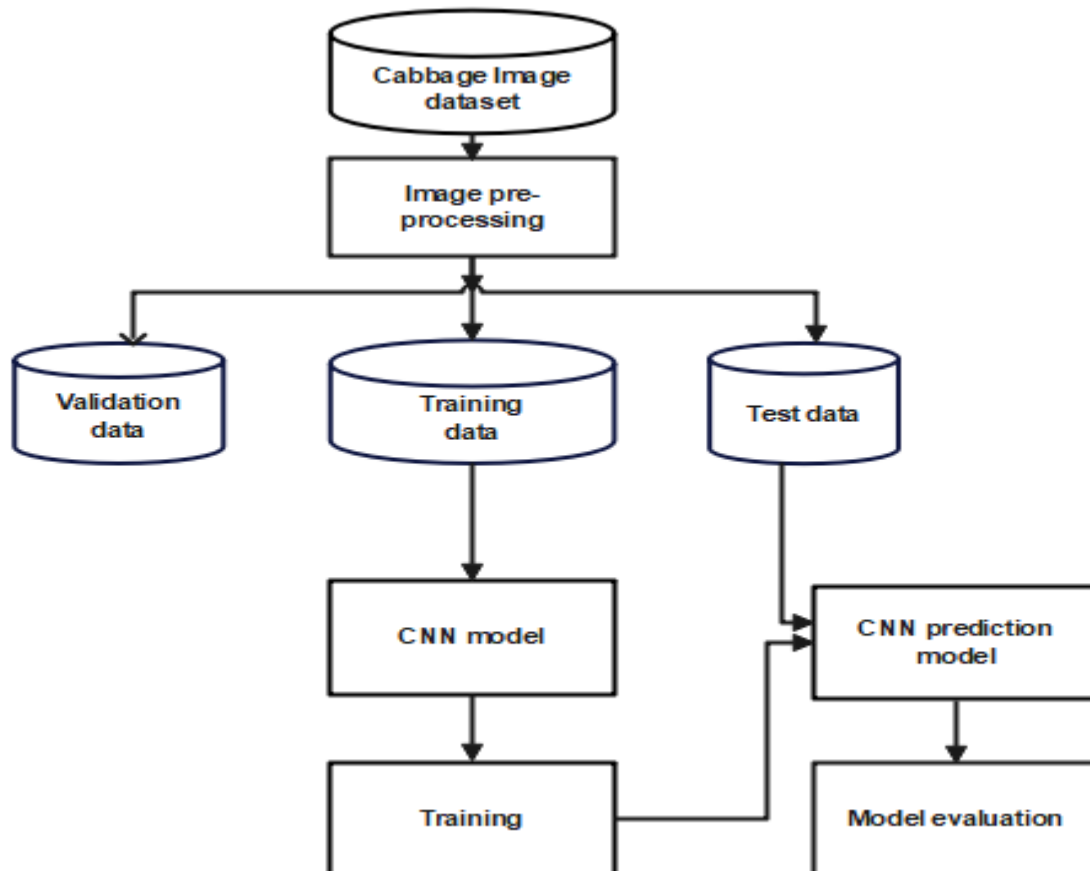 Cabbage Image
dataset
Image pre-
processing
Validation
data
Training
data
Test data
CNN model
CNN prediction
model
Training
Model evaluation